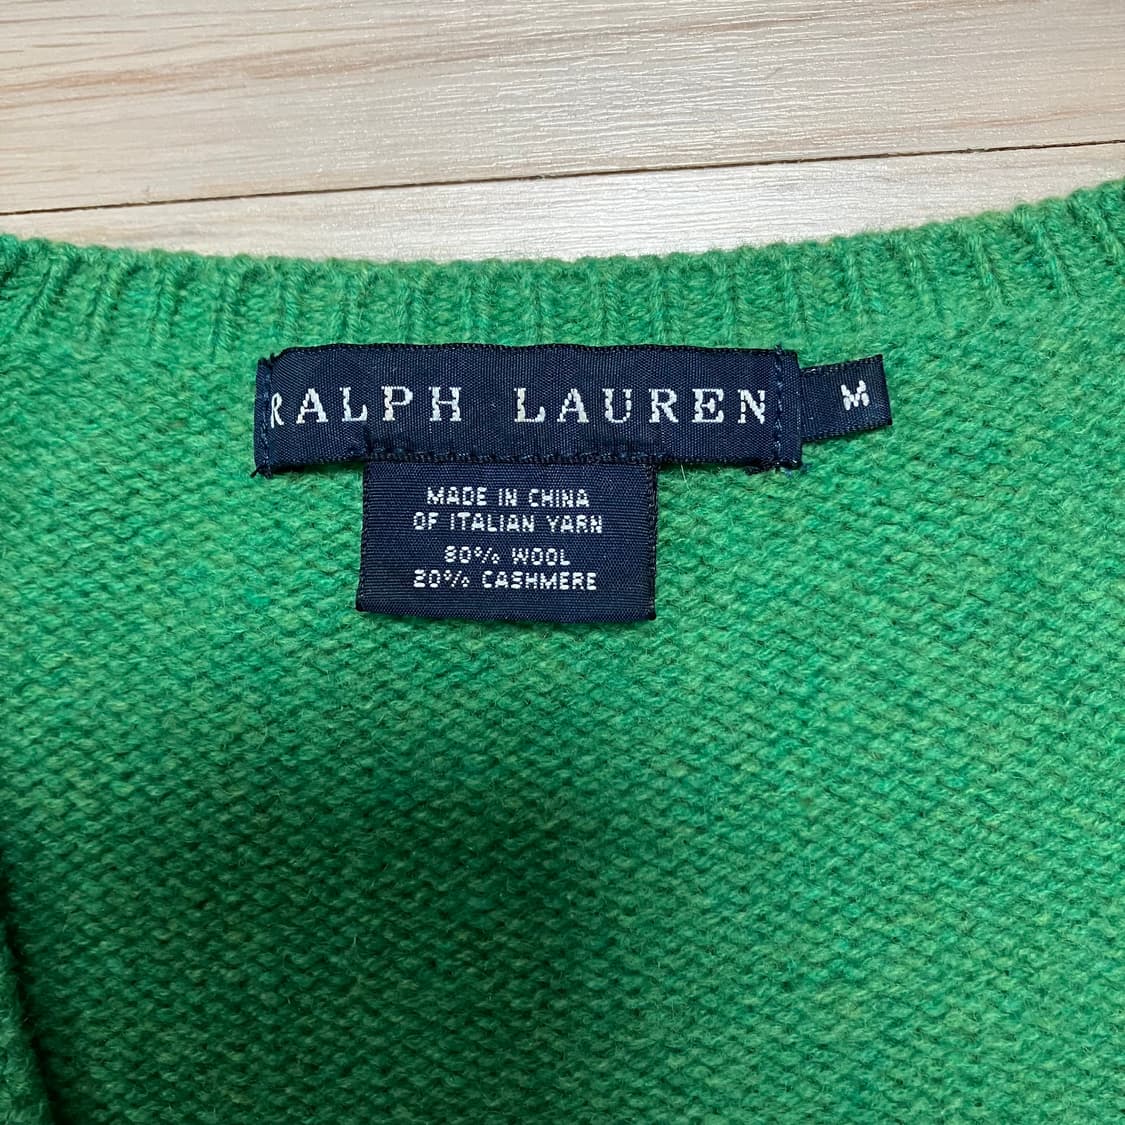 RALPH LAUREN
M
MADE IN CHINA
OF ITALIAN YARN
80% WOOL
20% CASHMERE